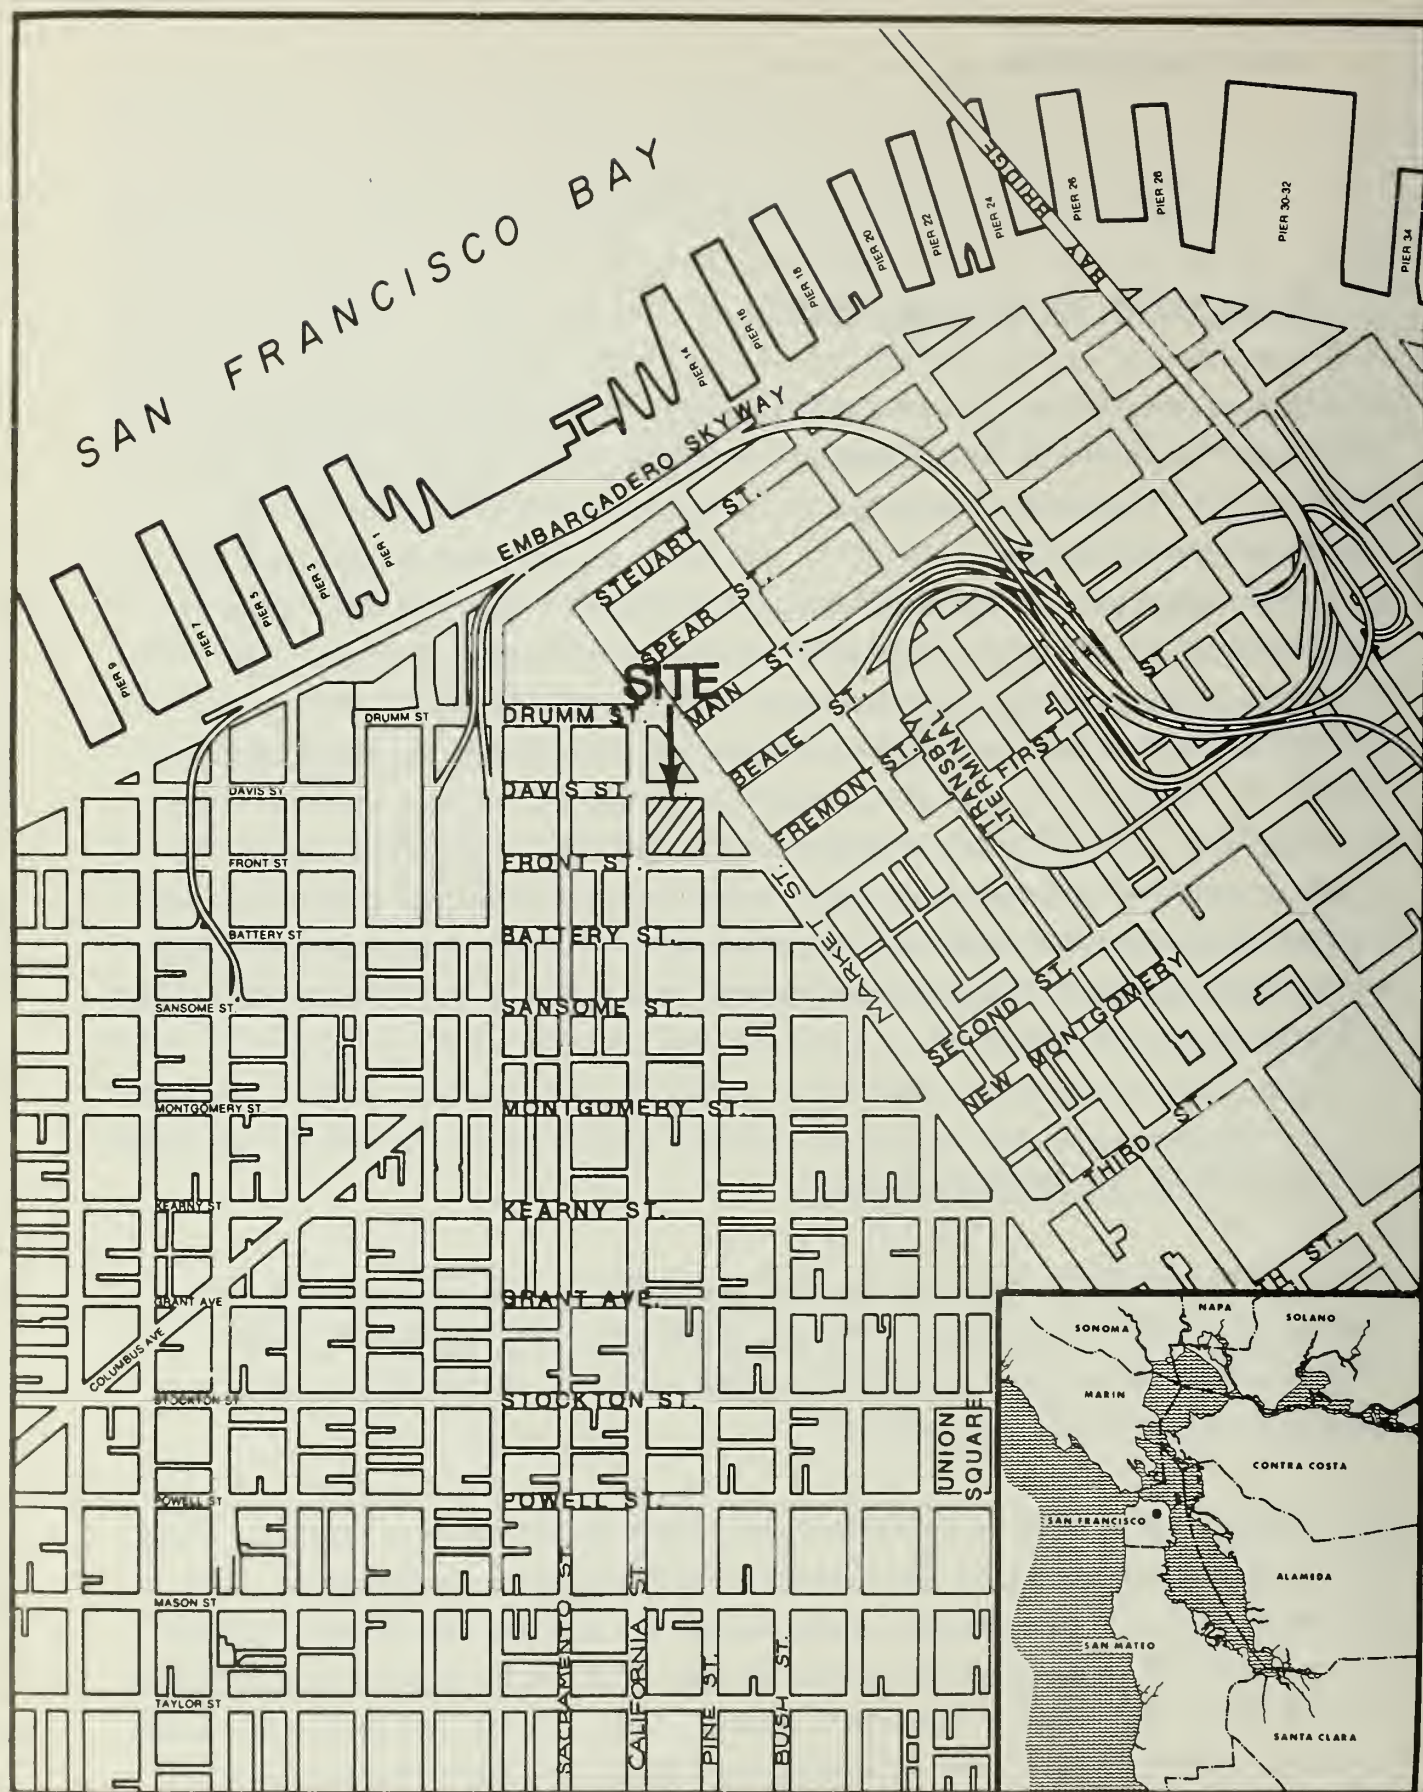 SAN FRANCISCO BAY
BAY BRIDGE
PIER 9
PIER 7
PIER 5
PIER 3
PIER 1
PIER 14
PIER 16
PIER 18
PIER 20
PIER 22
PIER 24
PIER 26
PIER 28
PIER 30-32
PIER 34
EMBARCADERO SKYWAY
STEUART ST.
SPEAR ST.
MAIN ST.
BEALE ST.
FREMONT ST.
TRANSBAY
TERMINAL
FIRST ST.
SECOND ST.
NEW MONTGOMERY
THIRD ST.
TH ST.
MARKET ST.
SITE
DRUMM ST
DRUMM ST.
DAVIS ST
DAVIS ST.
FRONT ST
FRONT ST.
BATTERY ST
BATTERY ST.
SANSOME ST.
SANSOME ST.
MONTGOMERY ST.
MONTGOMERY ST.
KEARNY ST
KEARNY ST.
GRANT AVE
GRANT AVE.
COLUMBUS AVE
STOCKTON ST
STOCKTON ST.
POWELL ST
POWELL ST.
MASON ST
TAYLOR ST
SACRAMENTO ST
CALIFORNIA ST.
PINE ST.
BUSH ST.
UNION
SQUARE
NAPA
SONOMA
SOLANO
MARIN
CONTRA COSTA
SAN FRANCISCO
ALAMEDA
SAN MATEO
SANTA CLARA